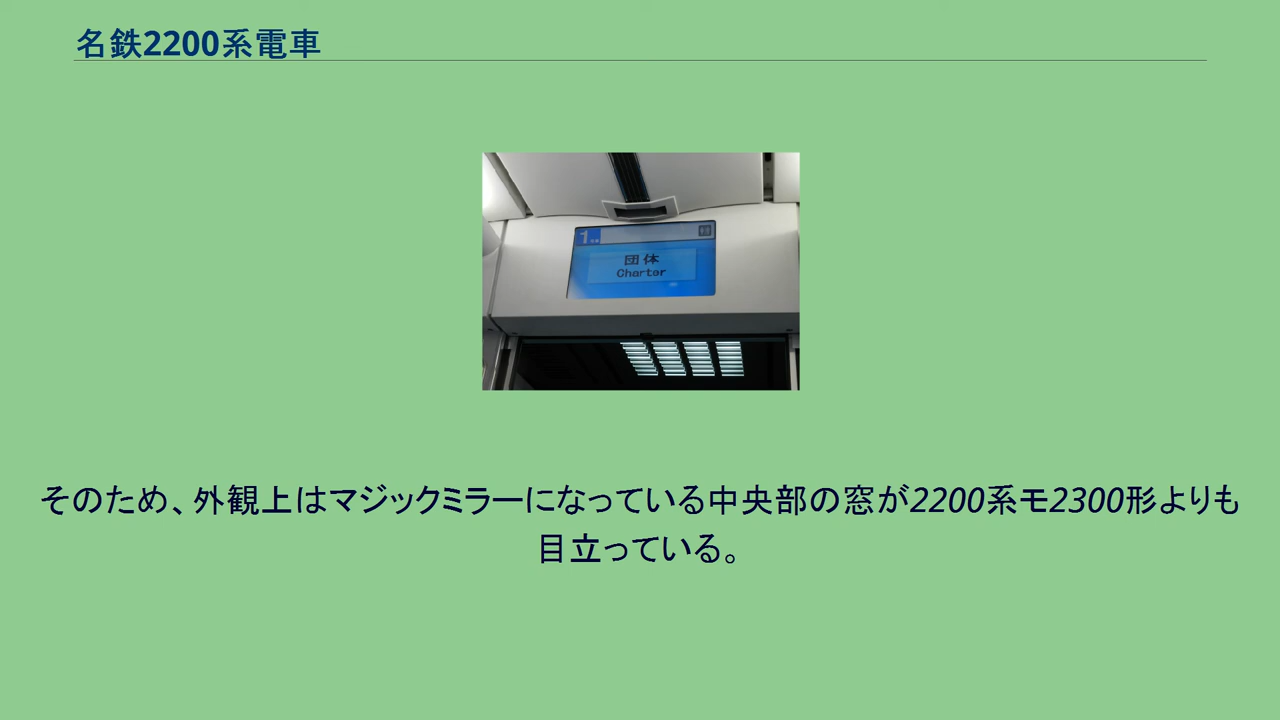 名鉄2200系電車
1
団体
Charter
そのため、外観上はマジックミラーになっている中央部の窓が2200系モ2300形よりも
目立っている。